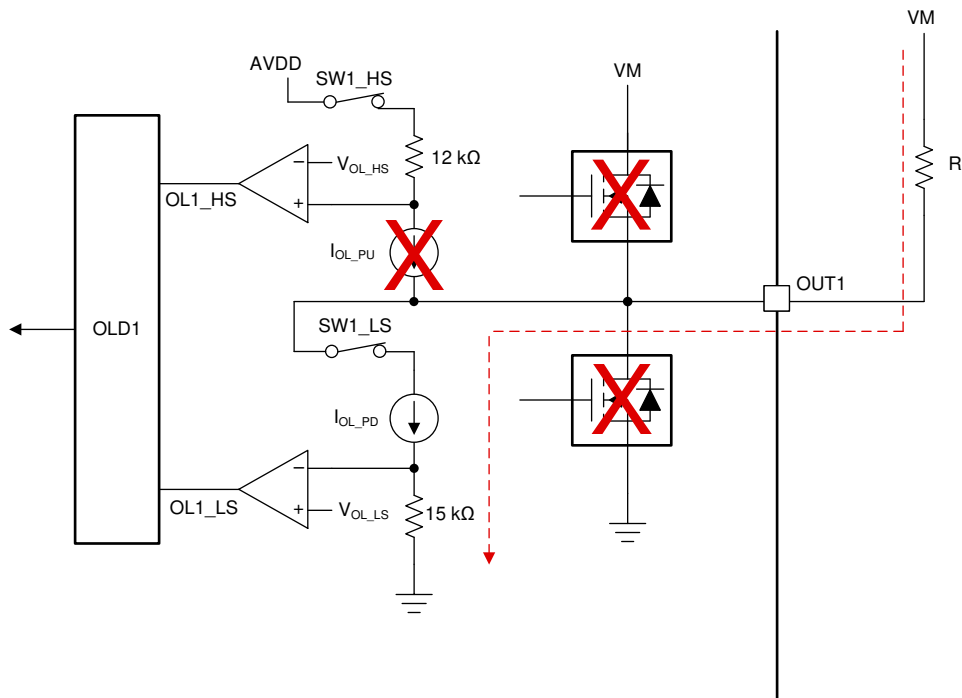 VM
AVDD
SW1_HS
VM
12 kΩ
V_OL_HS
R
OL1_HS
I_OL_PU
OUT1
OLD1
SW1_LS
I_OL_PD
OL1_LS
V_OL_LS
15 kΩ
−
+
−
+